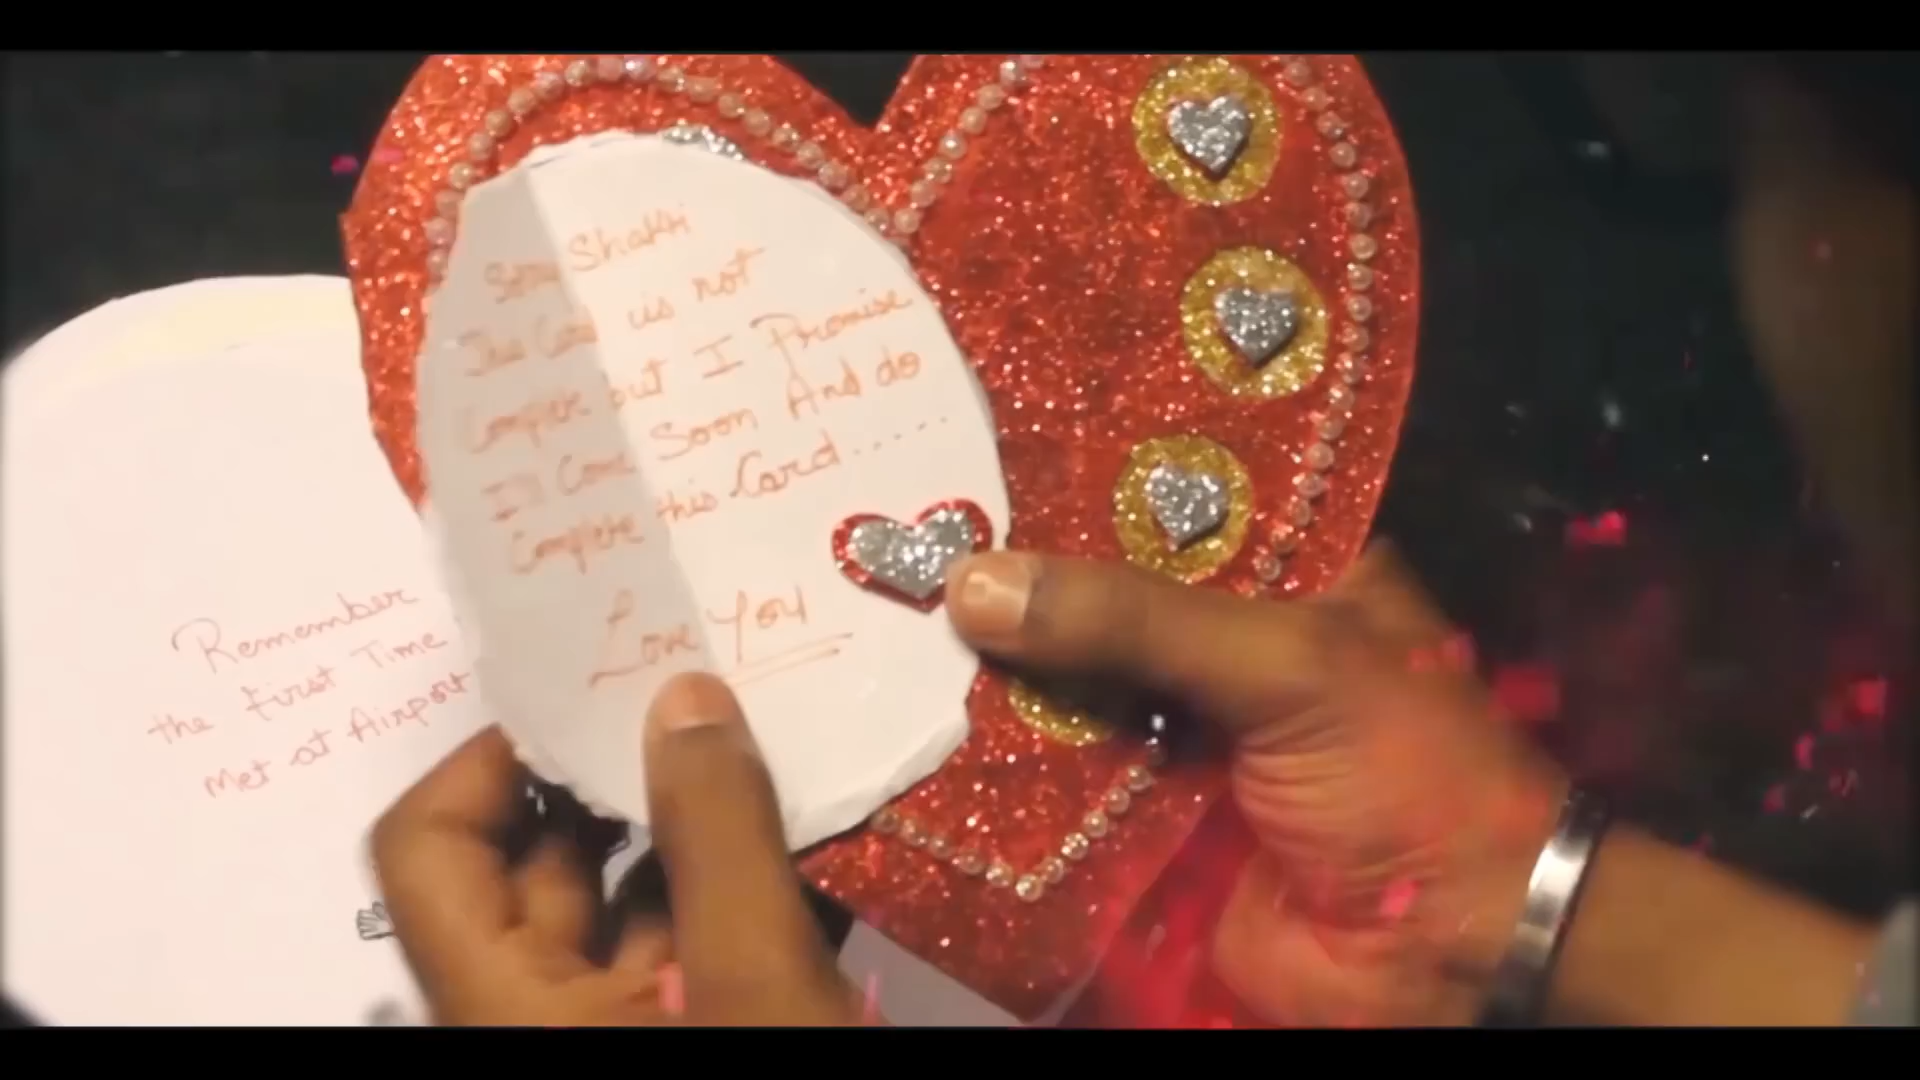 Sorry Shakti
This Card is not
Complete but I Promise
I'll Come Soon And do
Complete this Card.....
Love You
Remember
the First Time
Met at Airport